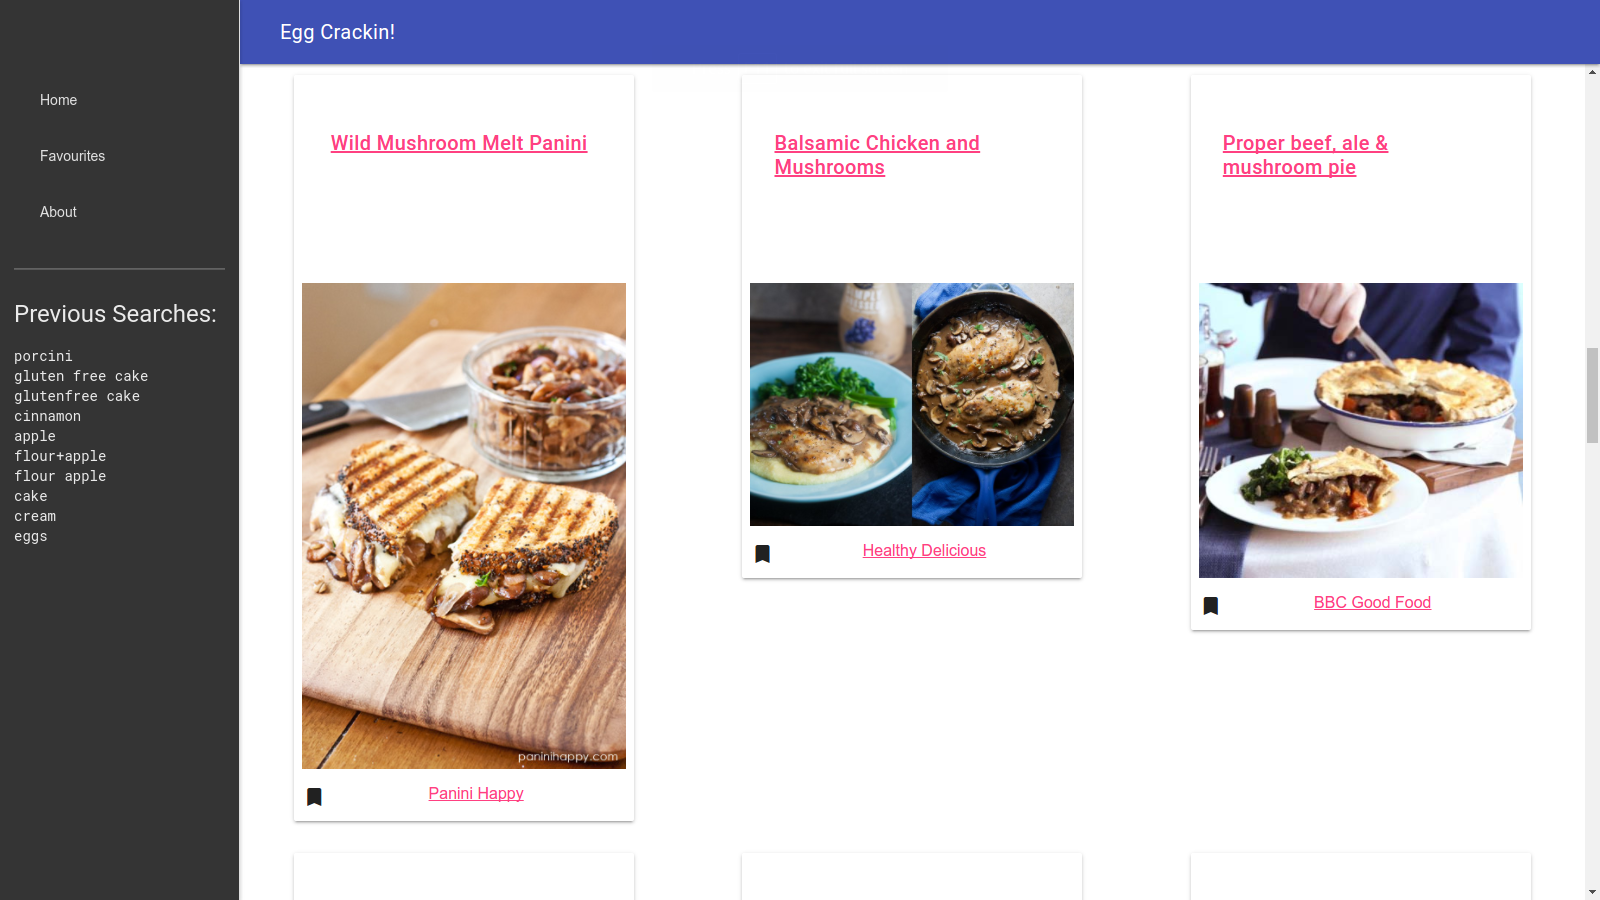 Egg Crackin!
Home
Favourites
About
Previous Searches:
porcini
gluten free cake
glutenfree cake
cinnamon
apple
flour+apple
flour apple
cake
cream
eggs
Wild Mushroom Melt Panini
paninihappy.com
Panini Happy
Balsamic Chicken and
Mushrooms
Healthy Delicious
Proper beef, ale &
mushroom pie
BBC Good Food